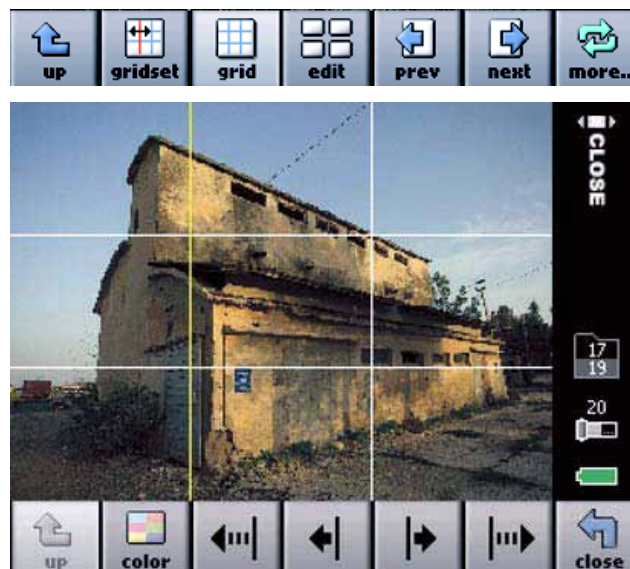 up gridset grid edit prev next more..
CLOSE
17
19
20
up color close